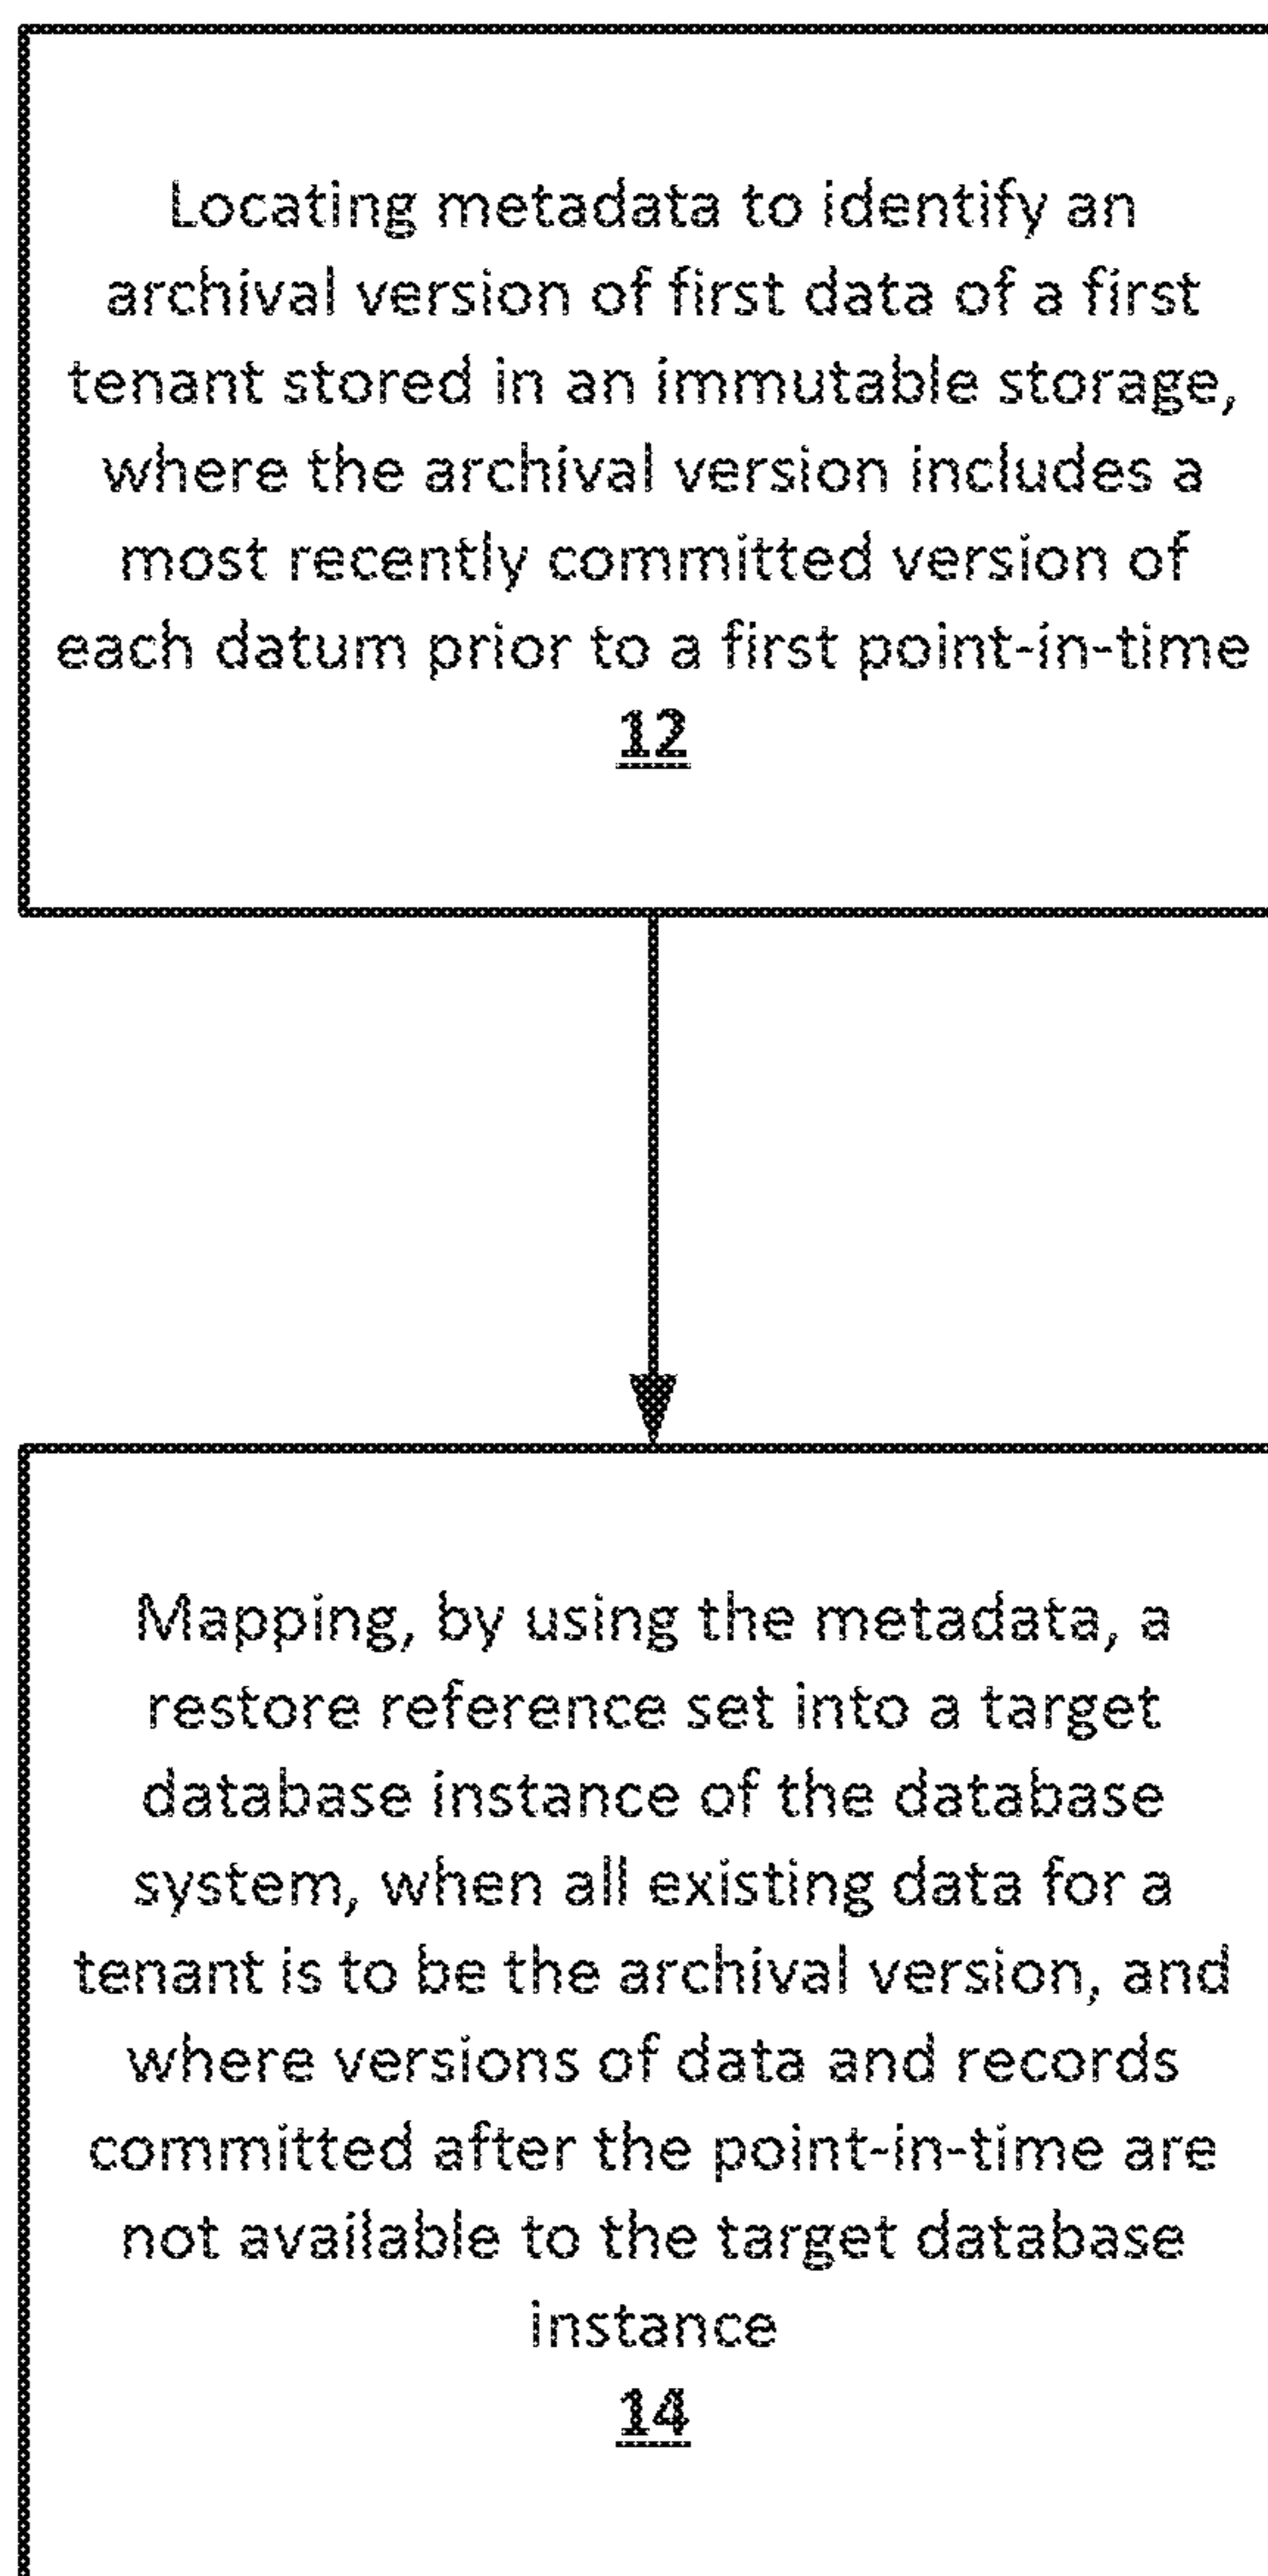 Locating metadata to identify an
archival version of first data of a first
tenant stored in an immutable storage,
where the archival version includes a
most recently committed version of
each datum prior to a first point-in-time
12
Mapping, by using the metadata, a
restore reference set into a target
database instance of the database
system, when all existing data for a
tenant is to be the archival version, and
where versions of data and records
committed after the point-in-time are
not available to the target database
instance
14